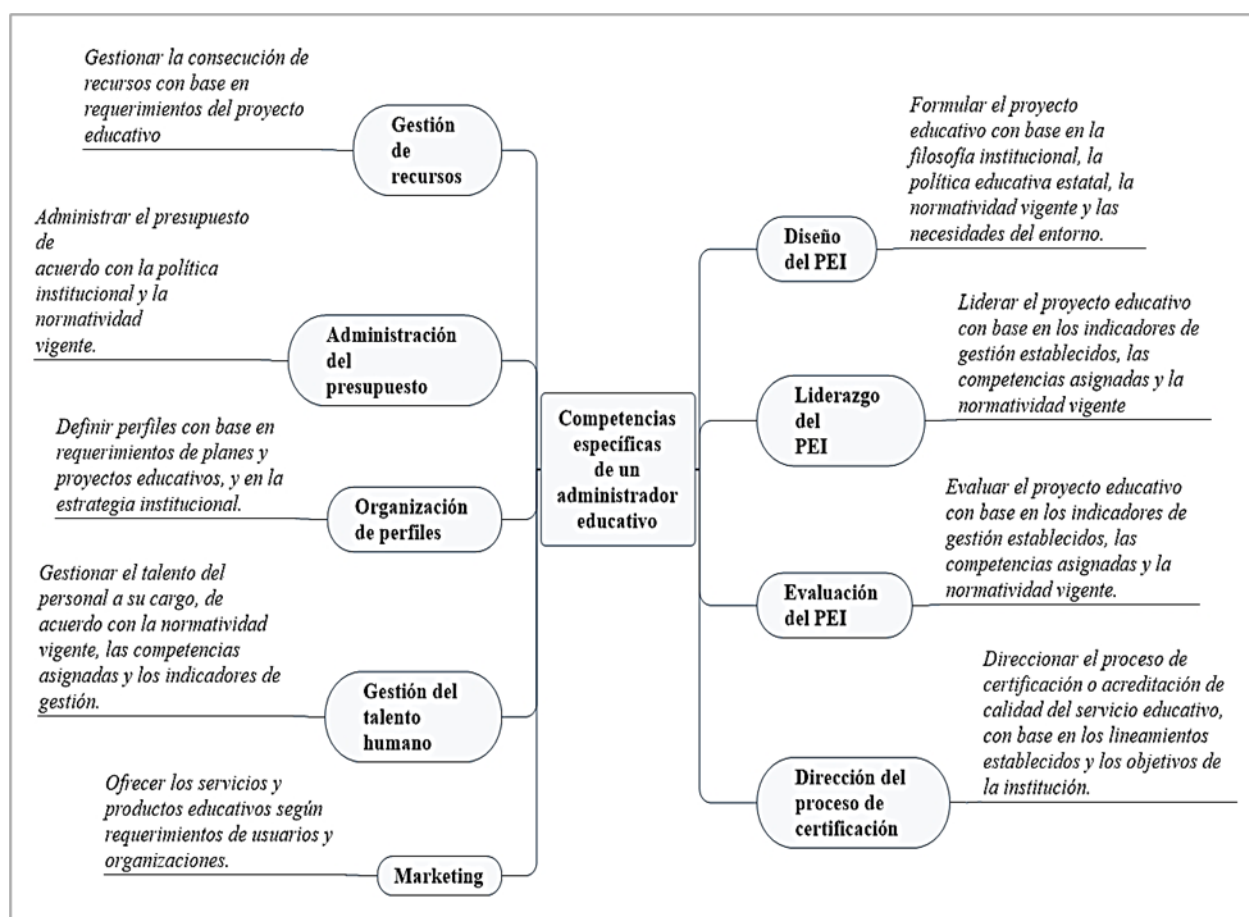 Gestionar la consecución de
recursos con base en
requerimientos del proyecto
educativo
Gestión
de
recursos
Administrar el presupuesto
de
acuerdo con la política
institucional y la
normatividad
vigente.
Administración
del
presupuesto
Definir perfiles con base en
requerimientos de planes y
proyectos educativos, y en la
estrategia institucional.
Organización
de perfiles
Gestionar el talento del
personal a su cargo, de
acuerdo con la normatividad
vigente, las competencias
asignadas y los indicadores de
gestión.
Gestión del
talento
humano
Ofrecer los servicios y
productos educativos según
requerimientos de usuarios y
organizaciones.
Marketing
Competencias
específicas
de un
administrador
educativo
Diseño
del PEI
Formular el proyecto
educativo con base en la
filosofía institucional, la
política educativa estatal, la
normatividad vigente y las
necesidades del entorno.
Liderazgo
del
PEI
Liderar el proyecto educativo
con base en los indicadores de
gestión establecidos, las
competencias asignadas y la
normatividad vigente
Evaluación
del PEI
Evaluar el proyecto educativo
con base en los indicadores de
gestión establecidos, las
competencias asignadas y la
normatividad vigente.
Dirección del
proceso de
certificación
Direccionar el proceso de
certificación o acreditación de
calidad del servicio educativo,
con base en los lineamientos
establecidos y los objetivos de
la institución.